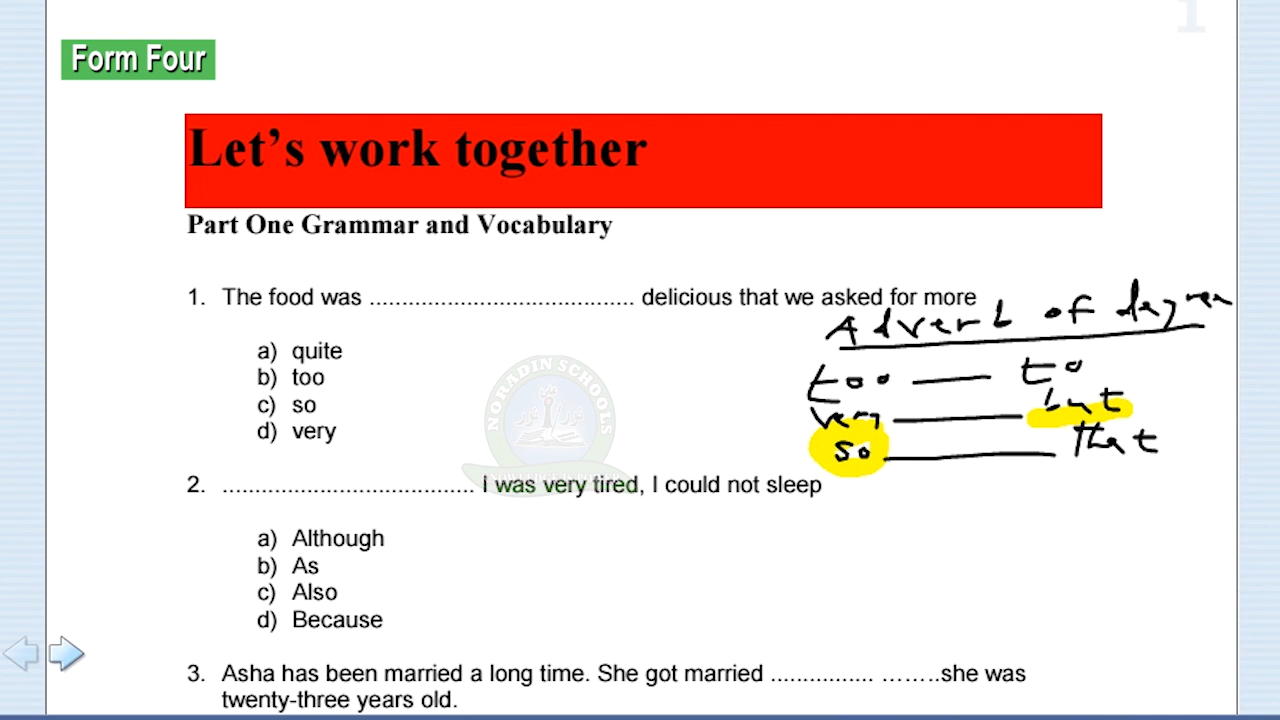 1
Form Four
Let's work together
Part One Grammar and Vocabulary
1. The food was ......................................... delicious that we asked for more
Adverb of degree
a) quite
b) too
c) so
d) very
too — to
very — but
so — that
NORADIN SCHOOLS
2. ....................................... I was very tired, I could not sleep
a) Although
b) As
c) Also
d) Because
3. Asha has been married a long time. She got married ................ ……..she was
twenty-three years old.